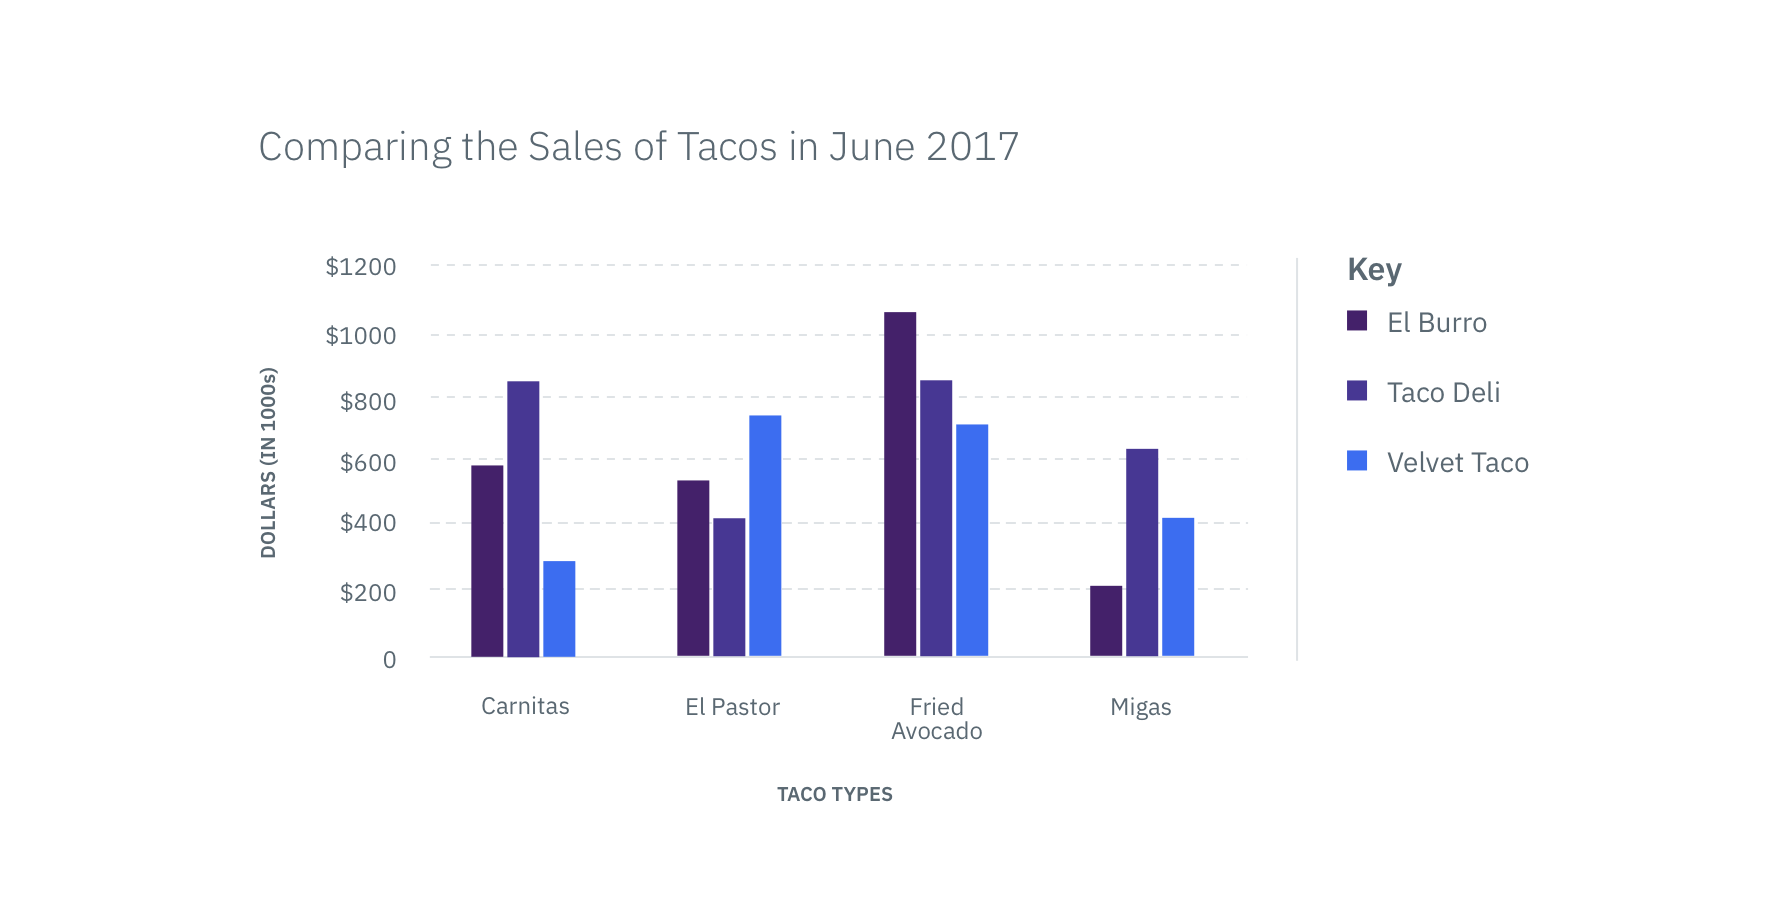 Comparing the Sales of Tacos in June 2017
DOLLARS (IN 1000s)
$1200
$1000
$800
$600
$400
$200
0
Carnitas
El Pastor
Fried
Avocado
Migas
TACO TYPES
Key
El Burro
Taco Deli
Velvet Taco